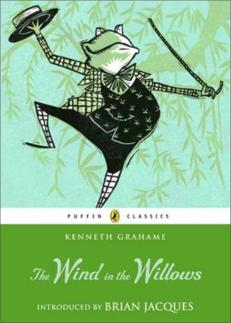 PUFFIN CLASSICS
KENNETH GRAHAME
The Wind in the Willows
INTRODUCED BY BRIAN JACQUES